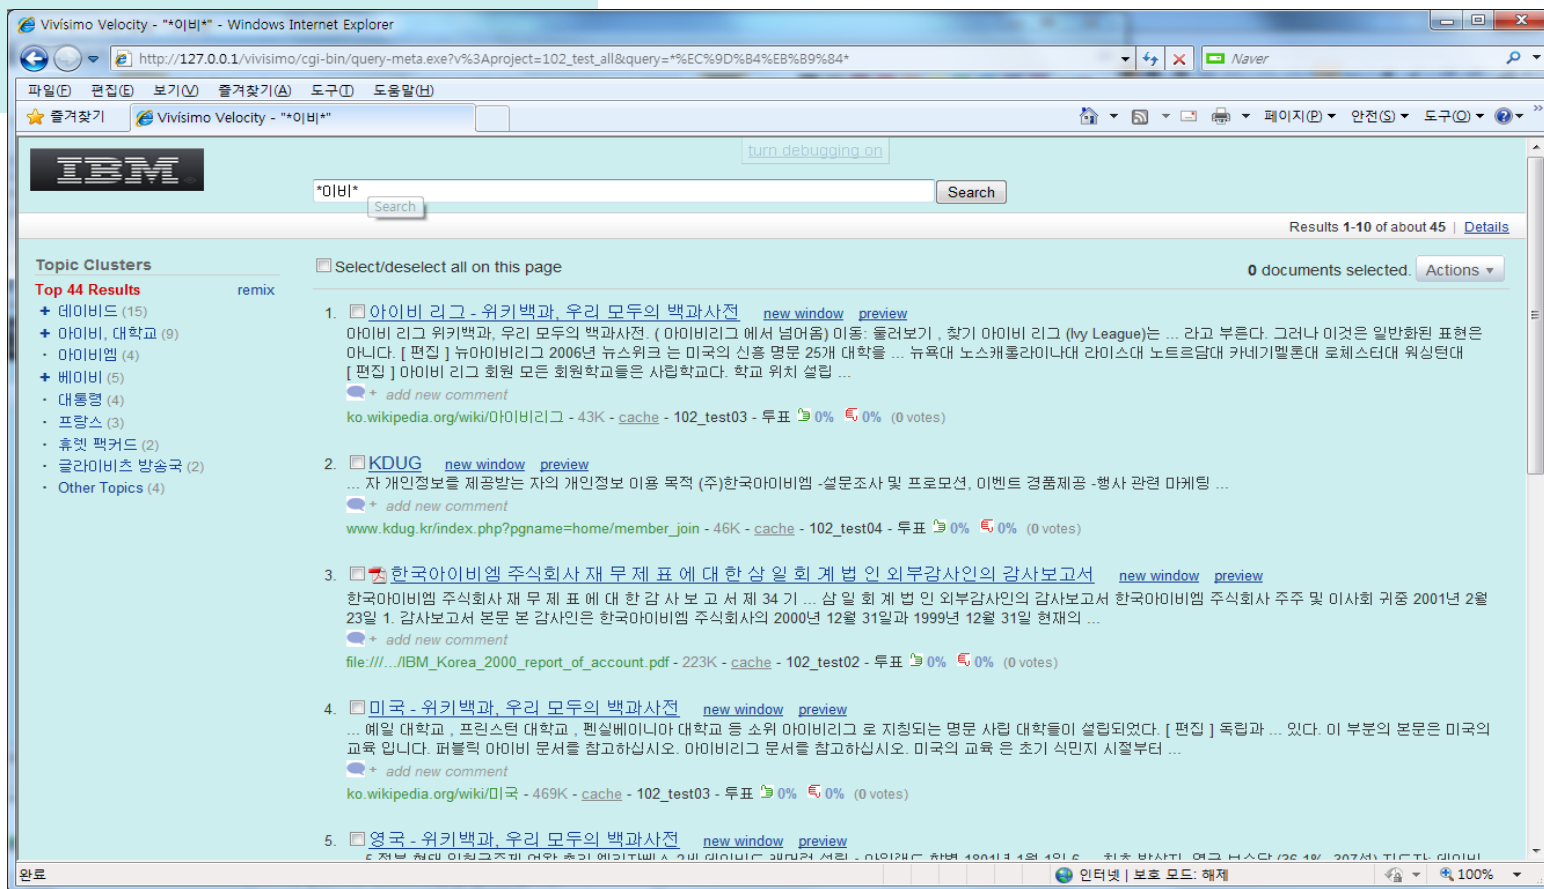 Vivísimo Velocity - "*이비*" - Windows Internet Explorer
http://127.0.0.1/vivisimo/cgi-bin/query-meta.exe?v%3Aproject=102_test_all&query=*%EC%9D%B4%EB%B9%84*
Naver
파일(F) 편집(E) 보기(V) 즐겨찾기(A) 도구(T) 도움말(H)
즐겨찾기 Vivísimo Velocity - "*이비*"
페이지(P) 안전(S) 도구(O)
IBM
turn debugging on
*이비* Search
Search
Results 1-10 of about 45 | Details
Topic Clusters
Top 44 Results remix
+ 데이비드 (15)
+ 아이비, 대학교 (9)
· 아이비엠 (4)
+ 베이비 (5)
· 대통령 (4)
· 프랑스 (3)
· 휴렛 팩커드 (2)
· 글라이비츠 방송국 (2)
· Other Topics (4)
Select/deselect all on this page
0 documents selected. Actions
1. 아이비 리그 - 위키백과, 우리 모두의 백과사전 new window preview
아이비 리그 위키백과, 우리 모두의 백과사전. ( 아이비리그 에서 넘어옴) 이동: 둘러보기 , 찾기 아이비 리그 (Ivy League)는 ... 라고 부른다. 그러나 이것은 일반화된 표현은
아니다. [ 편집 ] 뉴아이비리그 2006년 뉴스위크 는 미국의 신흥 명문 25개 대학을 ... 뉴욕대 노스캐롤라이나대 라이스대 노트르담대 카네기멜론대 로체스터대 워싱턴대
[ 편집 ] 아이비 리그 회원 모든 회원학교들은 사립학교다. 학교 위치 설립 ...
+ add new comment
ko.wikipedia.org/wiki/아이비리그 - 43K - cache - 102_test03 - 투표 0% 0% (0 votes)
2. KDUG new window preview
... 자 개인정보를 제공받는 자의 개인정보 이용 목적 (주)한국아이비엠 -설문조사 및 프로모션, 이벤트 경품제공 -행사 관련 마케팅 ...
+ add new comment
www.kdug.kr/index.php?pgname=home/member_join - 46K - cache - 102_test04 - 투표 0% 0% (0 votes)
3. 한국아이비엠 주식회사 재 무 제 표 에 대 한 삼 일 회 계 법 인 외부감사인의 감사보고서 new window preview
한국아이비엠 주식회사 재 무 제 표 에 대 한 감 사 보 고 서 제 34 기 ... 삼 일 회 계 법 인 외부감사인의 감사보고서 한국아이비엠 주식회사 주주 및 이사회 귀중 2001년 2월
23일 1. 감사보고서 본문 본 감사인은 한국아이비엠 주식회사의 2000년 12월 31일과 1999년 12월 31일 현재의 ...
+ add new comment
file:///.../IBM_Korea_2000_report_of_account.pdf - 223K - cache - 102_test02 - 투표 0% 0% (0 votes)
4. 미국 - 위키백과, 우리 모두의 백과사전 new window preview
... 예일 대학교 , 프린스턴 대학교 , 펜실베이니아 대학교 등 소위 아이비리그 로 지칭되는 명문 사립 대학들이 설립되었다. [ 편집 ] 독립과 ... 있다. 이 부분의 본문은 미국의
교육 입니다. 퍼블릭 아이비 문서를 참고하십시오. 아이비리그 문서를 참고하십시오. 미국의 교육 은 초기 식민지 시절부터 ...
+ add new comment
ko.wikipedia.org/wiki/미국 - 469K - cache - 102_test03 - 투표 0% 0% (0 votes)
5. 영국 - 위키백과, 우리 모두의 백과사전 new window preview
완료 인터넷 | 보호 모드: 해제 100%